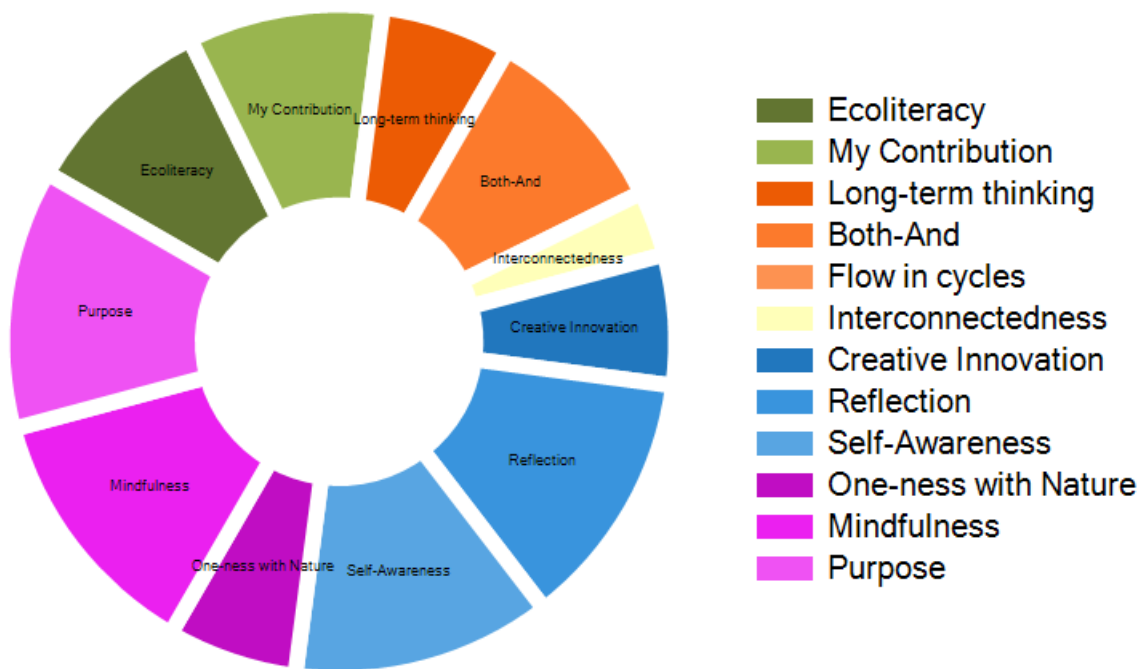 My Contribution
Long-term thinking
Ecoliteracy
Both-And
Interconnectedness
Purpose
Creative Innovation
Reflection
Mindfulness
One-ness with Nature
Self-Awareness
Ecoliteracy
My Contribution
Long-term thinking
Both-And
Flow in cycles
Interconnectedness
Creative Innovation
Reflection
Self-Awareness
One-ness with Nature
Mindfulness
Purpose